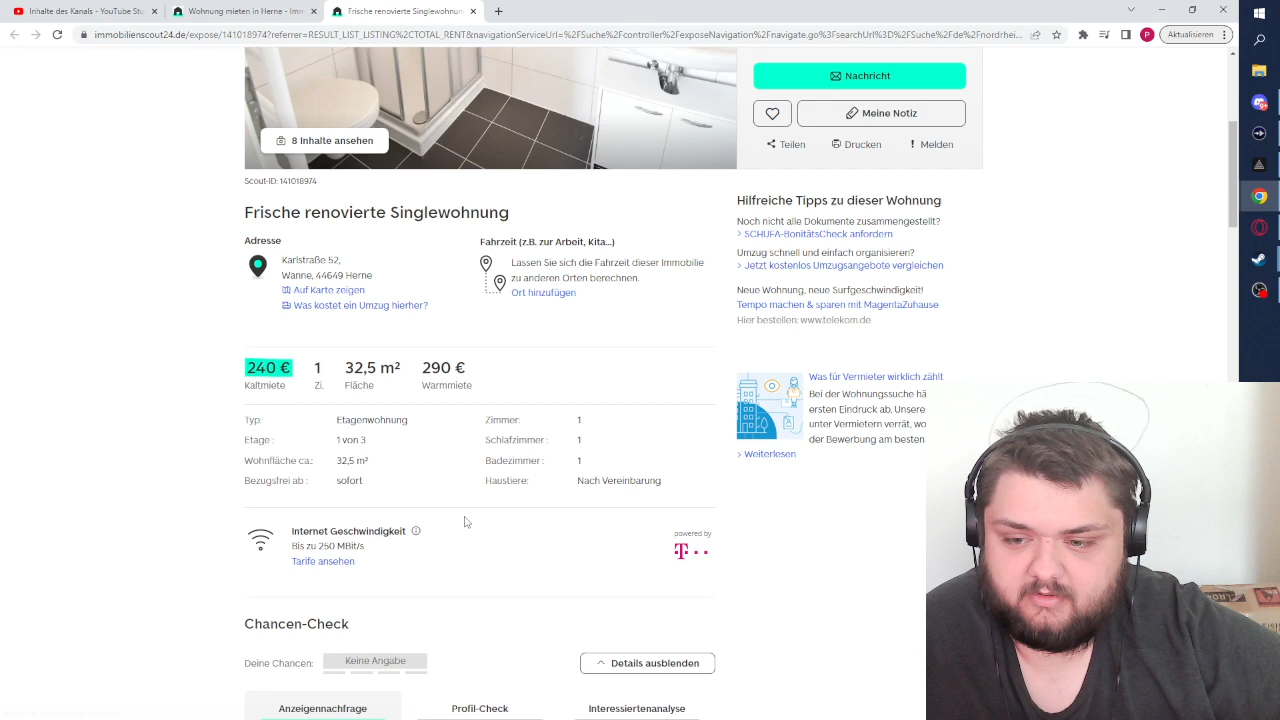 Inhalte des Kanals - YouTube Stu
Wohnung mieten in Herne - Imm
Frische renovierte Singlewohnun
immobilienscout24.de/expose/141018974?referrer=RESULT_LIST_LISTING%2CTOTAL_RENT&navigationServiceUrl=%2FSuche%2Fcontroller%2FexposeNavigation%2Fnavigate.go%3FsearchUrl%3D%2FSuche%2Fde%2Fnordrhei...
P
Aktualisieren
Nachricht
Meine Notiz
8 Inhalte ansehen
Teilen
Drucken
Melden
Scout-ID: 141018974
Frische renovierte Singlewohnung
Adresse
Karlstraße 52,
Wanne, 44649 Herne
Auf Karte zeigen
Was kostet ein Umzug hierher?
Fahrzeit (z.B. zur Arbeit, Kita...)
Lassen Sie sich die Fahrzeit dieser Immobilie
zu anderen Orten berechnen.
Ort hinzufügen
Hilfreiche Tipps zu dieser Wohnung
Noch nicht alle Dokumente zusammengestellt?
> SCHUFA-BonitätsCheck anfordern
Umzug schnell und einfach organisieren?
> Jetzt kostenlos Umzugsangebote vergleichen
Neue Wohnung, neue Surfgeschwindigkeit!
Tempo machen & sparen mit MagentaZuhause
Hier bestellen: www.telekom.de
240 € 1 32,5 m² 290 €
Kaltmiete Zi. Fläche Warmmiete
Was für Vermieter wirklich zählt
Bei der Wohnungssuche hä
ersten Eindruck ab. Unsere
unter Vermietern verrät, wo
der Bewerbung am besten
> Weiterlesen
Typ: Etagenwohnung Zimmer: 1
Etage : 1 von 3 Schlafzimmer : 1
Wohnfläche ca.: 32,5 m² Badezimmer : 1
Bezugsfrei ab : sofort Haustiere: Nach Vereinbarung
Internet Geschwindigkeit
Bis zu 250 MBit/s
Tarife ansehen
powered by
T
Chancen-Check
Deine Chancen: Keine Angabe
Details ausblenden
Anzeigennachfrage Profil-Check Interessiertenanalyse